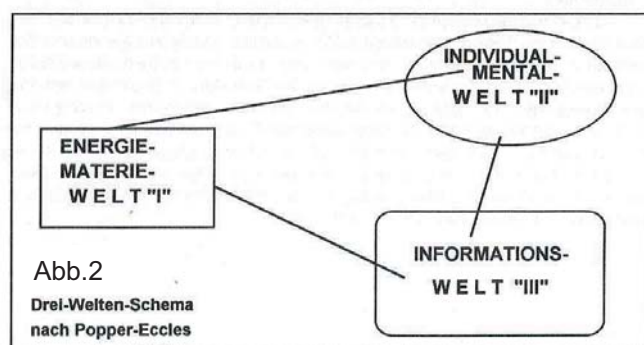 INDIVIDUAL-
MENTAL-
WELT "II"
ENERGIE-
MATERIE-
WELT "I"
INFORMATIONS-
WELT "III"
Abb.2
Drei-Welten-Schema
nach Popper-Eccles